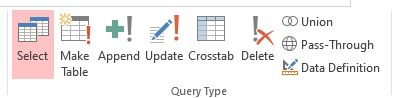 Select
Make
Table
Append
Update
Crosstab
Delete
Union
Pass-Through
Data Definition
Query Type